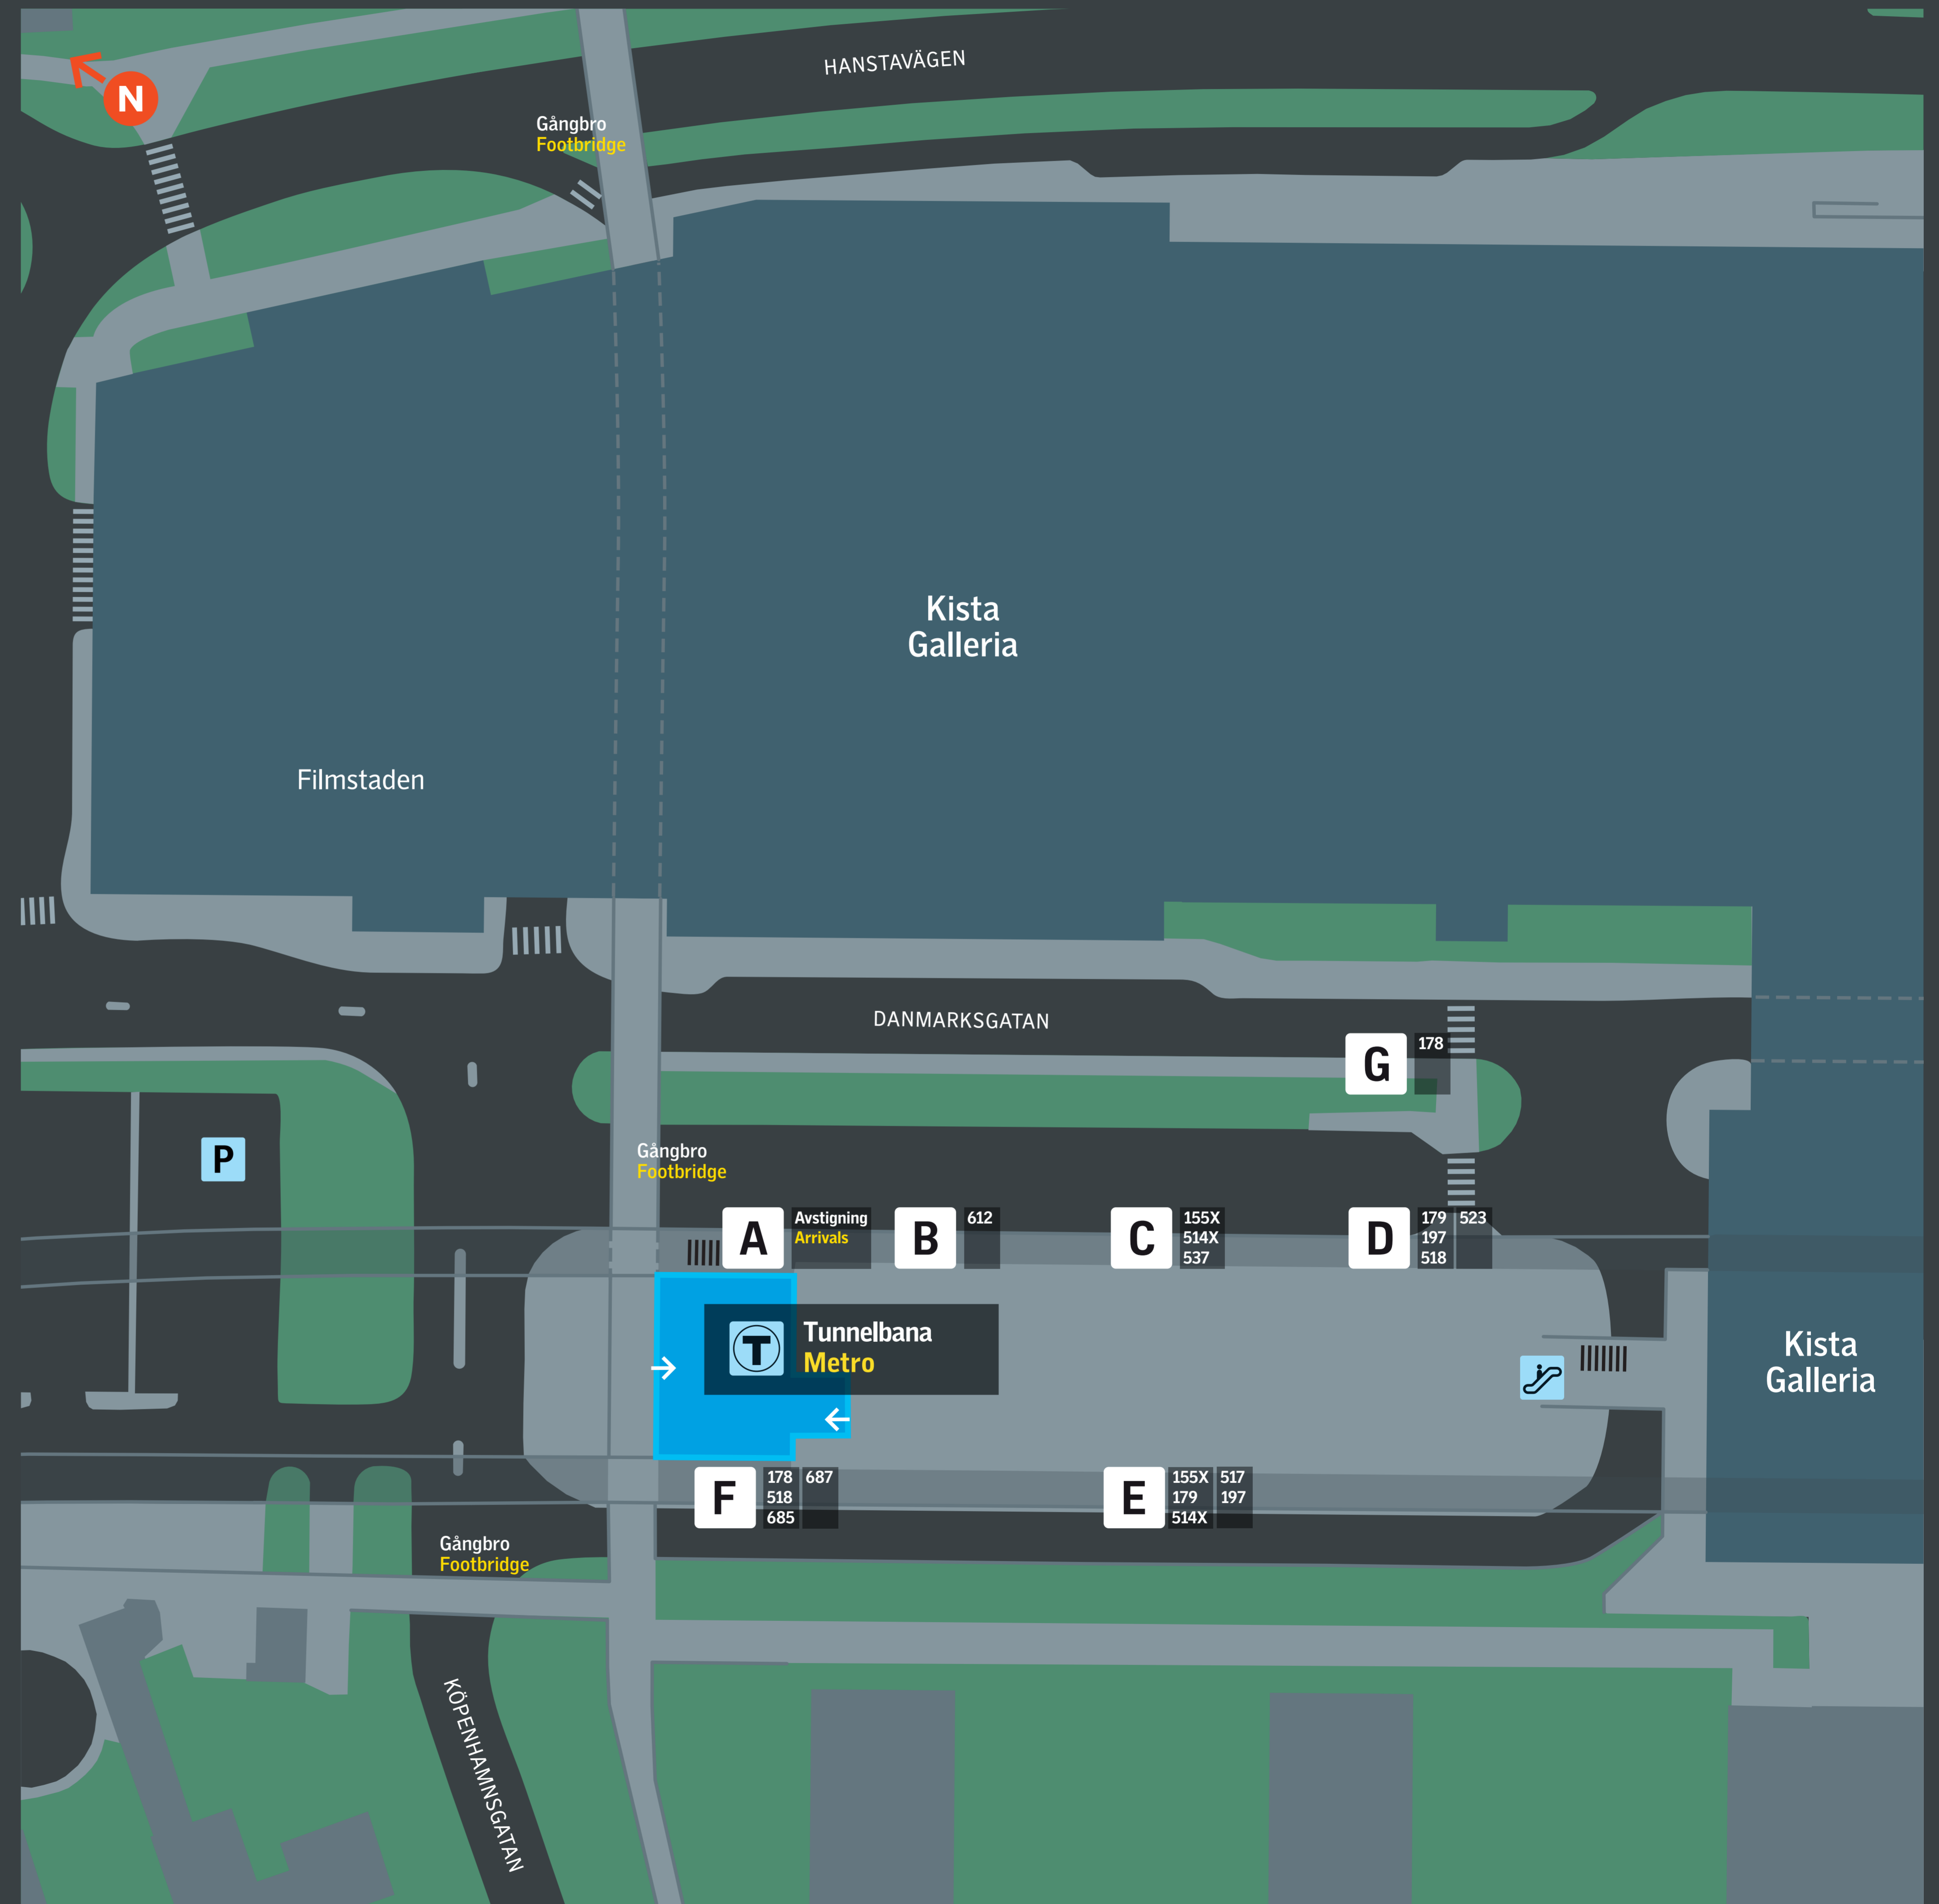 HANSTAVÄGEN
N
Gångbro
Footbridge
Kista
Galleria
Filmstaden
DANMARKSGATAN
G
178
P
Gångbro
Footbridge
A
Avstigning
Arrivals
B
612
C
155X
514X
537
D
179 523
197
518
T
Tunnelbana
Metro
Kista
Galleria
F
178 687
518
685
E
155X 517
179 197
514X
Gångbro
Footbridge
KÖPENHAMNSGATAN